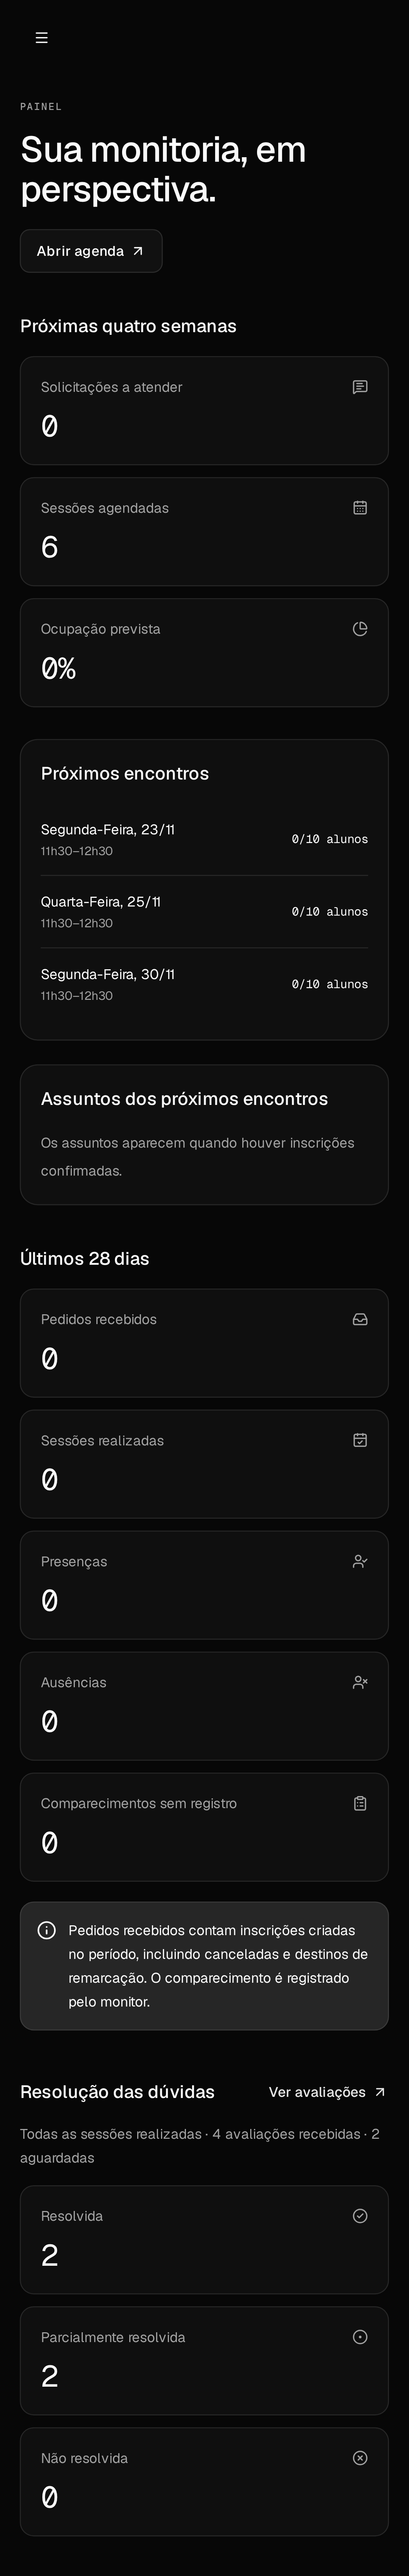 PAINEL
Sua monitoria, em
perspectiva.
Abrir agenda
Próximas quatro semanas
Solicitações a atender
0
Sessões agendadas
6
Ocupação prevista
0%
Próximos encontros
Segunda-Feira, 23/11
11h30–12h30
0/10 alunos
Quarta-Feira, 25/11
11h30–12h30
0/10 alunos
Segunda-Feira, 30/11
11h30–12h30
0/10 alunos
Assuntos dos próximos encontros
Os assuntos aparecem quando houver inscrições
confirmadas.
Últimos 28 dias
Pedidos recebidos
0
Sessões realizadas
0
Presenças
0
Ausências
0
Comparecimentos sem registro
0
Pedidos recebidos contam inscrições criadas
no período, incluindo canceladas e destinos de
remarcação. O comparecimento é registrado
pelo monitor.
Resolução das dúvidas
Ver avaliações
Todas as sessões realizadas · 4 avaliações recebidas · 2
aguardadas
Resolvida
2
Parcialmente resolvida
2
Não resolvida
0